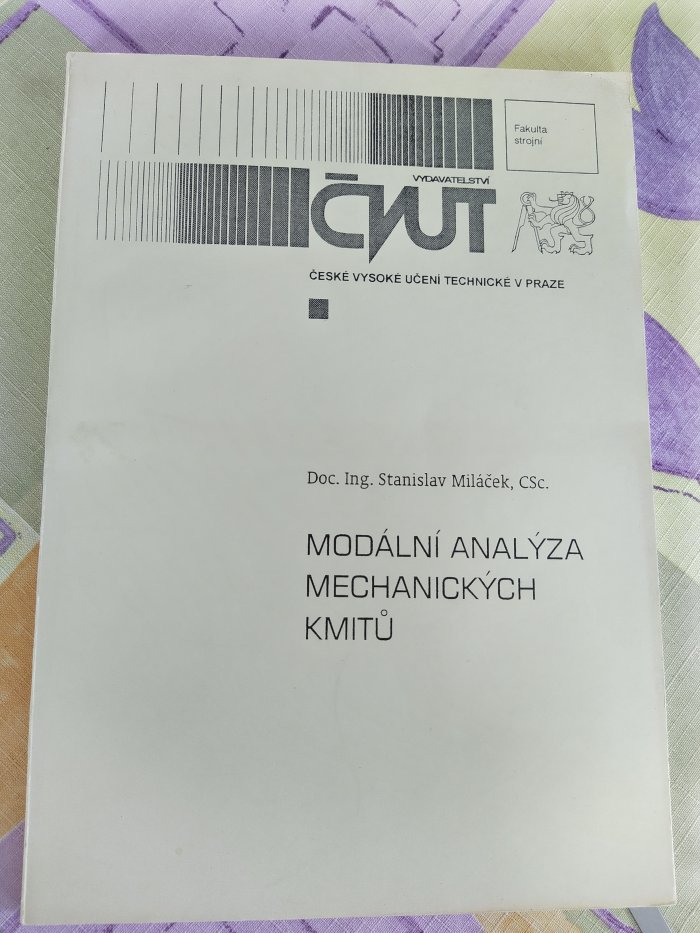 Fakulta
strojní
VYDAVATELSTVÍ
ČVUT
ČESKÉ VYSOKÉ UČENÍ TECHNICKÉ V PRAZE
Doc. Ing. Stanislav Miláček, CSc.
MODÁLNÍ ANALÝZA
MECHANICKÝCH
KMITŮ